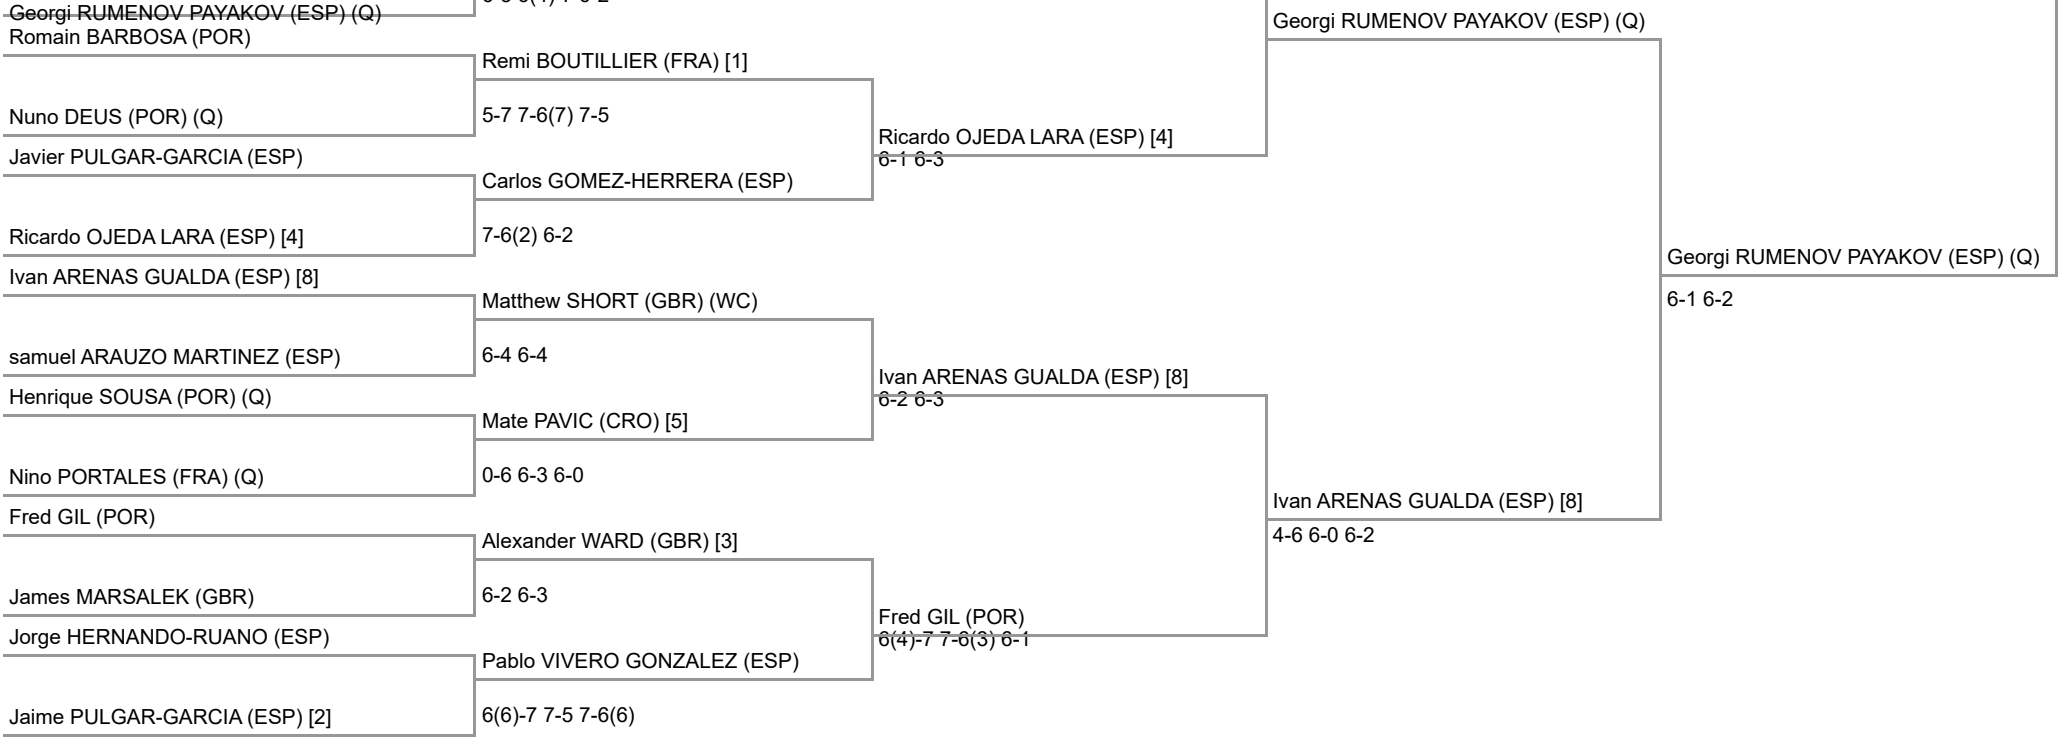 Georgi RUMENOV PAYAKOV (ESP) (Q)
Romain BARBOSA (POR)
Nuno DEUS (POR) (Q)
Javier PULGAR-GARCIA (ESP)
Ricardo OJEDA LARA (ESP) [4]
Ivan ARENAS GUALDA (ESP) [8]
samuel ARAUZO MARTINEZ (ESP)
Henrique SOUSA (POR) (Q)
Nino PORTALES (FRA) (Q)
Fred GIL (POR)
James MARSALEK (GBR)
Jorge HERNANDO-RUANO (ESP)
Jaime PULGAR-GARCIA (ESP) [2]
Remi BOUTILLIER (FRA) [1]
5-7 7-6(7) 7-5
Carlos GOMEZ-HERRERA (ESP)
7-6(2) 6-2
Matthew SHORT (GBR) (WC)
6-4 6-4
Mate PAVIC (CRO) [5]
0-6 6-3 6-0
Alexander WARD (GBR) [3]
6-2 6-3
Pablo VIVERO GONZALEZ (ESP)
6(6)-7 7-5 7-6(6)
Ricardo OJEDA LARA (ESP) [4]
6-1 6-3
Ivan ARENAS GUALDA (ESP) [8]
6-2 6-3
Fred GIL (POR)
6(4)-7 7-6(3) 6-1
Georgi RUMENOV PAYAKOV (ESP) (Q)
Ivan ARENAS GUALDA (ESP) [8]
4-6 6-0 6-2
Georgi RUMENOV PAYAKOV (ESP) (Q)
6-1 6-2